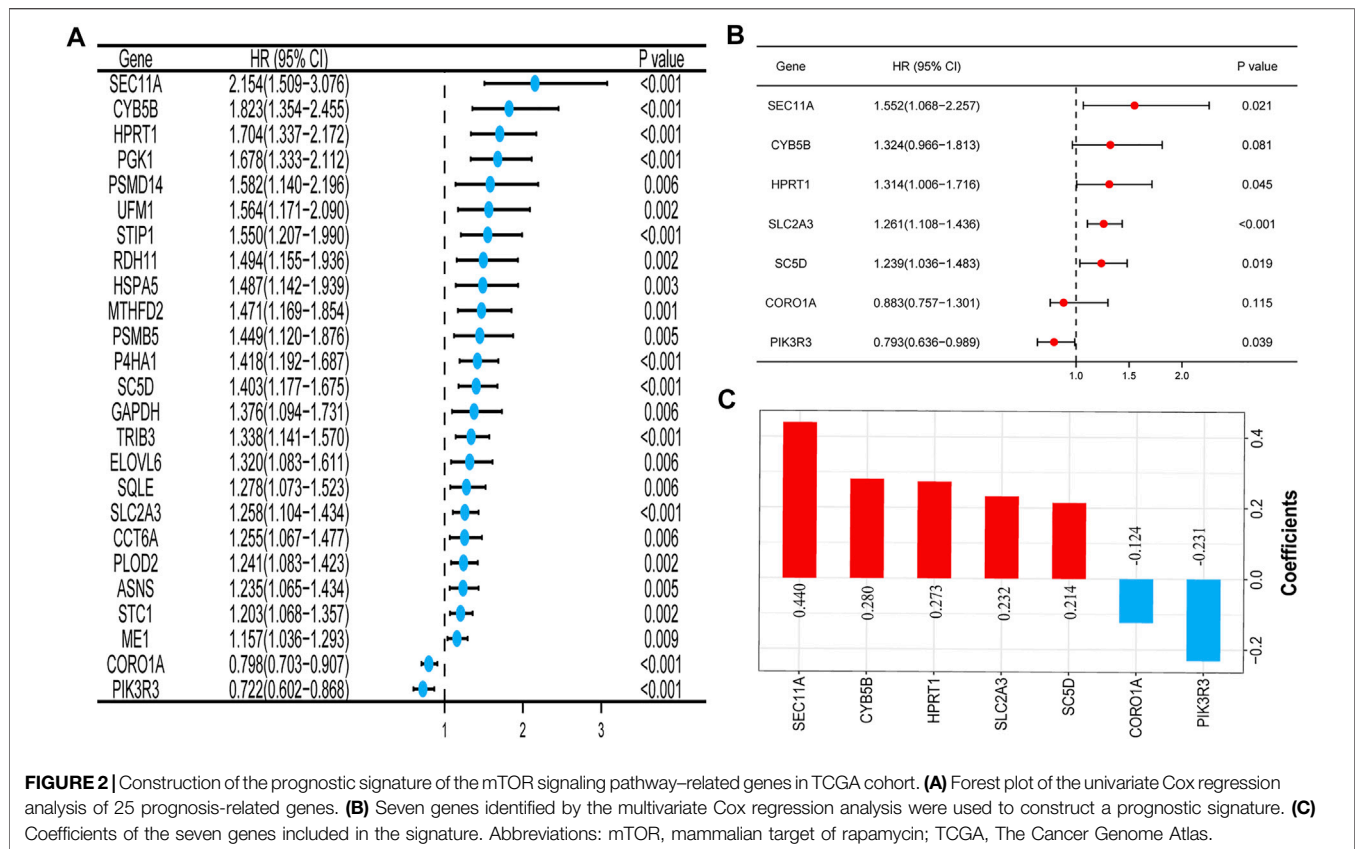 A
Gene HR (95% CI) P value
SEC11A 2.154(1.509−3.076) <0.001
CYB5B 1.823(1.354−2.455) <0.001
HPRT1 1.704(1.337−2.172) <0.001
PGK1 1.678(1.333−2.112) <0.001
PSMD14 1.582(1.140−2.196) 0.006
UFM1 1.564(1.171−2.090) 0.002
STIP1 1.550(1.207−1.990) <0.001
RDH11 1.494(1.155−1.936) 0.002
HSPA5 1.487(1.142−1.939) 0.003
MTHFD2 1.471(1.169−1.854) 0.001
PSMB5 1.449(1.120−1.876) 0.005
P4HA1 1.418(1.192−1.687) <0.001
SC5D 1.403(1.177−1.675) <0.001
GAPDH 1.376(1.094−1.731) 0.006
TRIB3 1.338(1.141−1.570) <0.001
ELOVL6 1.320(1.083−1.611) 0.006
SQLE 1.278(1.073−1.523) 0.006
SLC2A3 1.258(1.104−1.434) <0.001
CCT6A 1.255(1.067−1.477) 0.006
PLOD2 1.241(1.083−1.423) 0.002
ASNS 1.235(1.065−1.434) 0.005
STC1 1.203(1.068−1.357) 0.002
ME1 1.157(1.036−1.293) 0.009
CORO1A 0.798(0.703−0.907) <0.001
PIK3R3 0.722(0.602−0.868) <0.001
1 2 3
B
Gene HR (95% CI) P value
SEC11A 1.552(1.068−2.257) 0.021
CYB5B 1.324(0.966−1.813) 0.081
HPRT1 1.314(1.006−1.716) 0.045
SLC2A3 1.261(1.108−1.436) <0.001
SC5D 1.239(1.036−1.483) 0.019
CORO1A 0.883(0.757−1.301) 0.115
PIK3R3 0.793(0.636−0.989) 0.039
1.0 1.5 2.0
C
0.440 0.280 0.273 0.232 0.214 -0.124 -0.231
SEC11A CYB5B HPRT1 SLC2A3 SC5D CORO1A PIK3R3
0.4
0.2
0.0
−0.2
Coefficients
FIGURE 2 | Construction of the prognostic signature of the mTOR signaling pathway–related genes in TCGA cohort. (A) Forest plot of the univariate Cox regression
analysis of 25 prognosis-related genes. (B) Seven genes identified by the multivariate Cox regression analysis were used to construct a prognostic signature. (C)
Coefficients of the seven genes included in the signature. Abbreviations: mTOR, mammalian target of rapamycin; TCGA, The Cancer Genome Atlas.